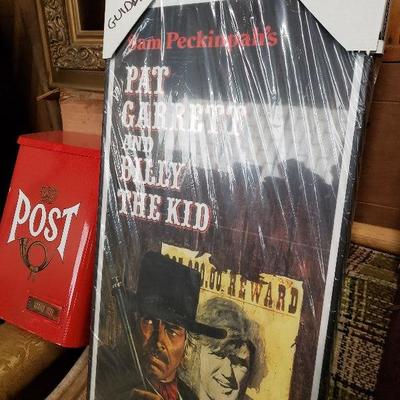 Sam Peckinpah's
PAT
GARRETT
AND
BILLY
THE KID
REWARD
POST